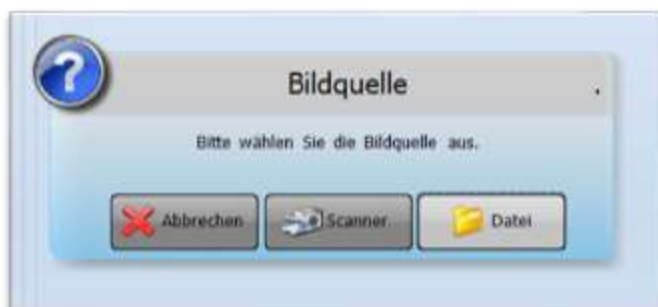 Bildquelle
Bitte wählen Sie die Bildquelle aus.
Abbrechen Scanner Datei